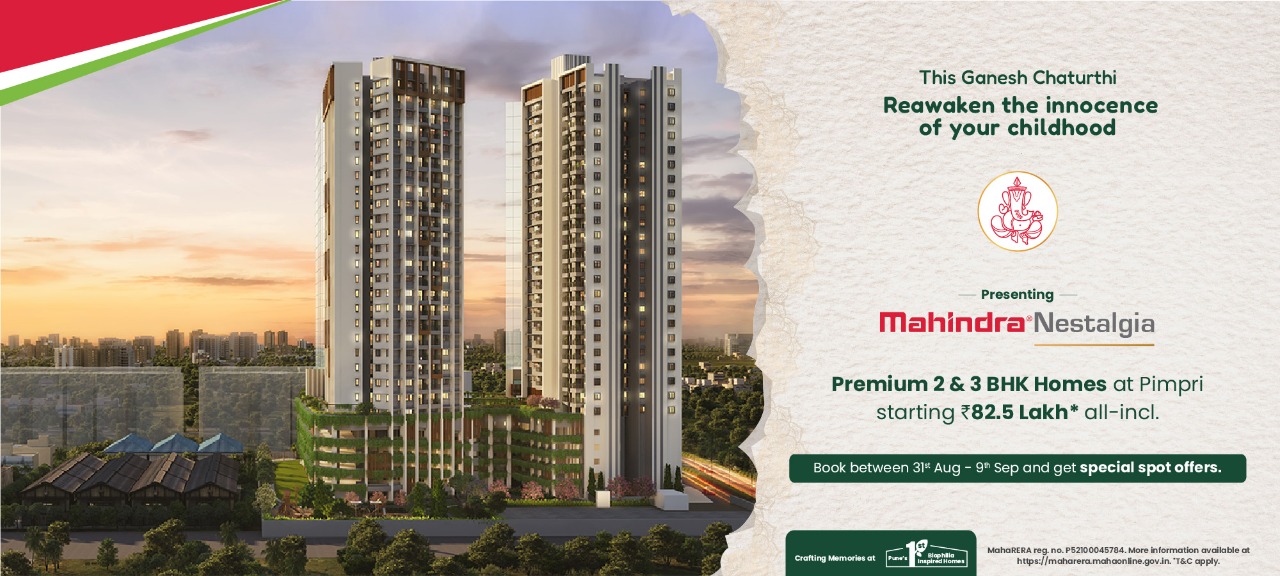 This Ganesh Chaturthi
Reawaken the innocence
of your childhood
Presenting
Mahindra® Nestalgia
Premium 2 & 3 BHK Homes at Pimpri
starting ₹82.5 Lakh* all-incl.
Book between 31st Aug - 9th Sep and get special spot offers.
Crafting Memories at
Pune's 1st Biophilia
Inspired Homes
MahaRERA reg. no. P52100045784. More information available at
https://maharera.mahaonline.gov.in. *T&C apply.